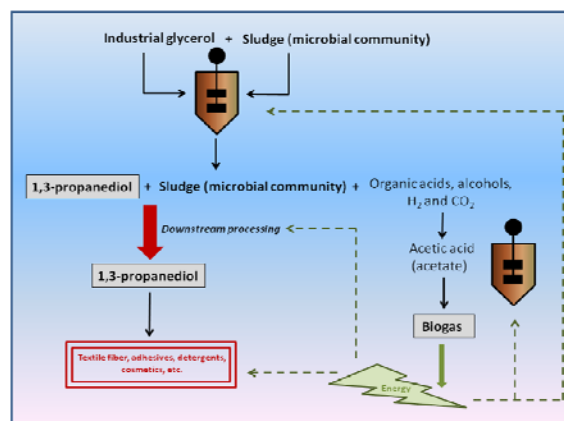 Industrial glycerol + Sludge (microbial community)
1,3-propanediol + Sludge (microbial community) + Organic acids, alcohols,
H₂ and CO₂
Downstream processing
Acetic acid
(acetate)
1,3-propanediol
Biogas
Textile fiber, adhesives, detergents,
cosmetics, etc.
Energy